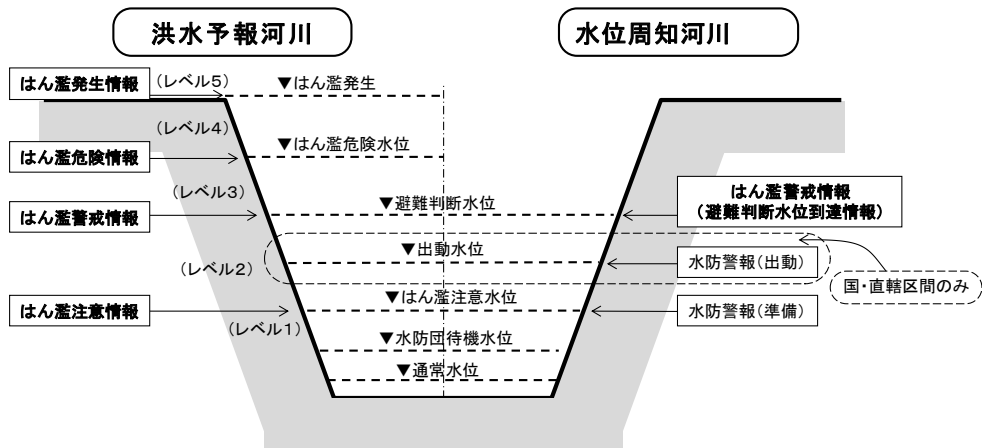 洪水予報河川
水位周知河川
はん濫発生情報
(レベル5)
▼はん濫発生
(レベル4)
はん濫危険情報
▼はん濫危険水位
(レベル3)
はん濫警戒情報
▼避難判断水位
はん濫警戒情報
(避難判断水位到達情報)
▼出動水位
水防警報(出動)
(レベル2)
国・直轄区間のみ
はん濫注意情報
▼はん濫注意水位
水防警報(準備)
(レベル1)
▼水防団待機水位
▼通常水位